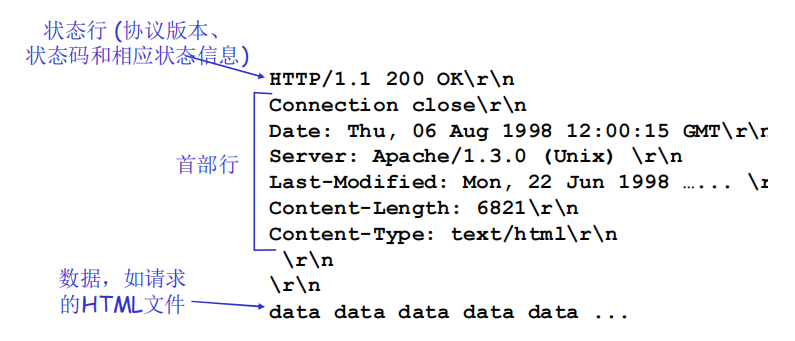 状态行 (协议版本、
状态码和相应状态信息)
HTTP/1.1 200 OK\r\n
Connection close\r\n
Date: Thu, 06 Aug 1998 12:00:15 GMT\r\n
首部行
Server: Apache/1.3.0 (Unix) \r\n
Last-Modified: Mon, 22 Jun 1998 …... \r
Content-Length: 6821\r\n
Content-Type: text/html\r\n
\r\n
\r\n
数据，如请求
的HTML文件
data data data data data ...